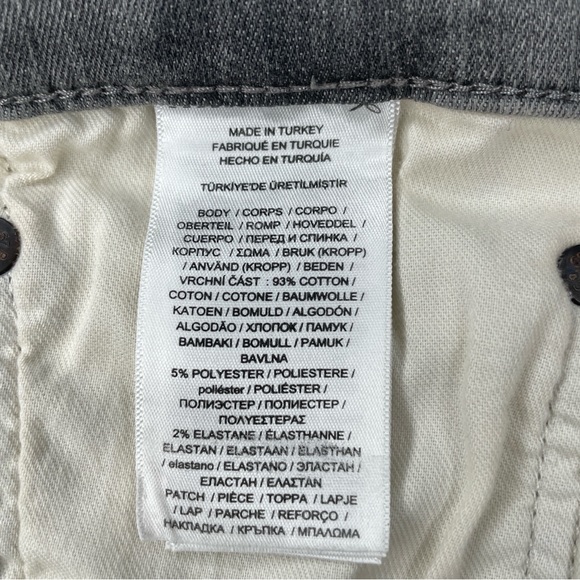 MADE IN TURKEY
FABRIQUÉ EN TURQUIE
HECHO EN TURQUÍA
TÜRKİYE'DE ÜRETİLMİŞTİR
BODY / CORPS / CORPO /
OBERTEIL / ROMP / HOVEDDEL /
CUERPO / ПЕРЕД И СПИНКА /
КОРПУС / ΣΩΜΑ / BRUK (KROPP)
/ ANVÄND (KROPP) / BEDEN /
VRCHNÍ ČÁST : 93% COTTON /
COTON / COTONE / BAUMWOLLE /
KATOEN / BOMULD / ALGODÓN /
ALGODÃO / ХЛОПОК / ПАМУК /
ΒΑΜΒΑΚΙ / BOMULL / PAMUK /
BAVLNA
5% POLYESTER / POLIESTERE /
poliéster / POLIÉSTER /
ПОЛИЭСТЕР / ПОЛИЕСТЕР /
ΠΟΛΥΕΣΤΕΡΑΣ
2% ELASTANE / ÉLASTHANNE /
ELASTAN / ELASTAAN / ELASTHAN
/ elastano / ELASTANO / ЭЛАСТАН /
ЕЛАСТАН / ΕΛΑΣΤΑΝ
PATCH / PIÈCE / TOPPA / LAPJE
/ LAP / PARCHE / REFORÇO /
НАКЛАДКА / КРЪПКА / ΜΠΑΛΩΜΑ